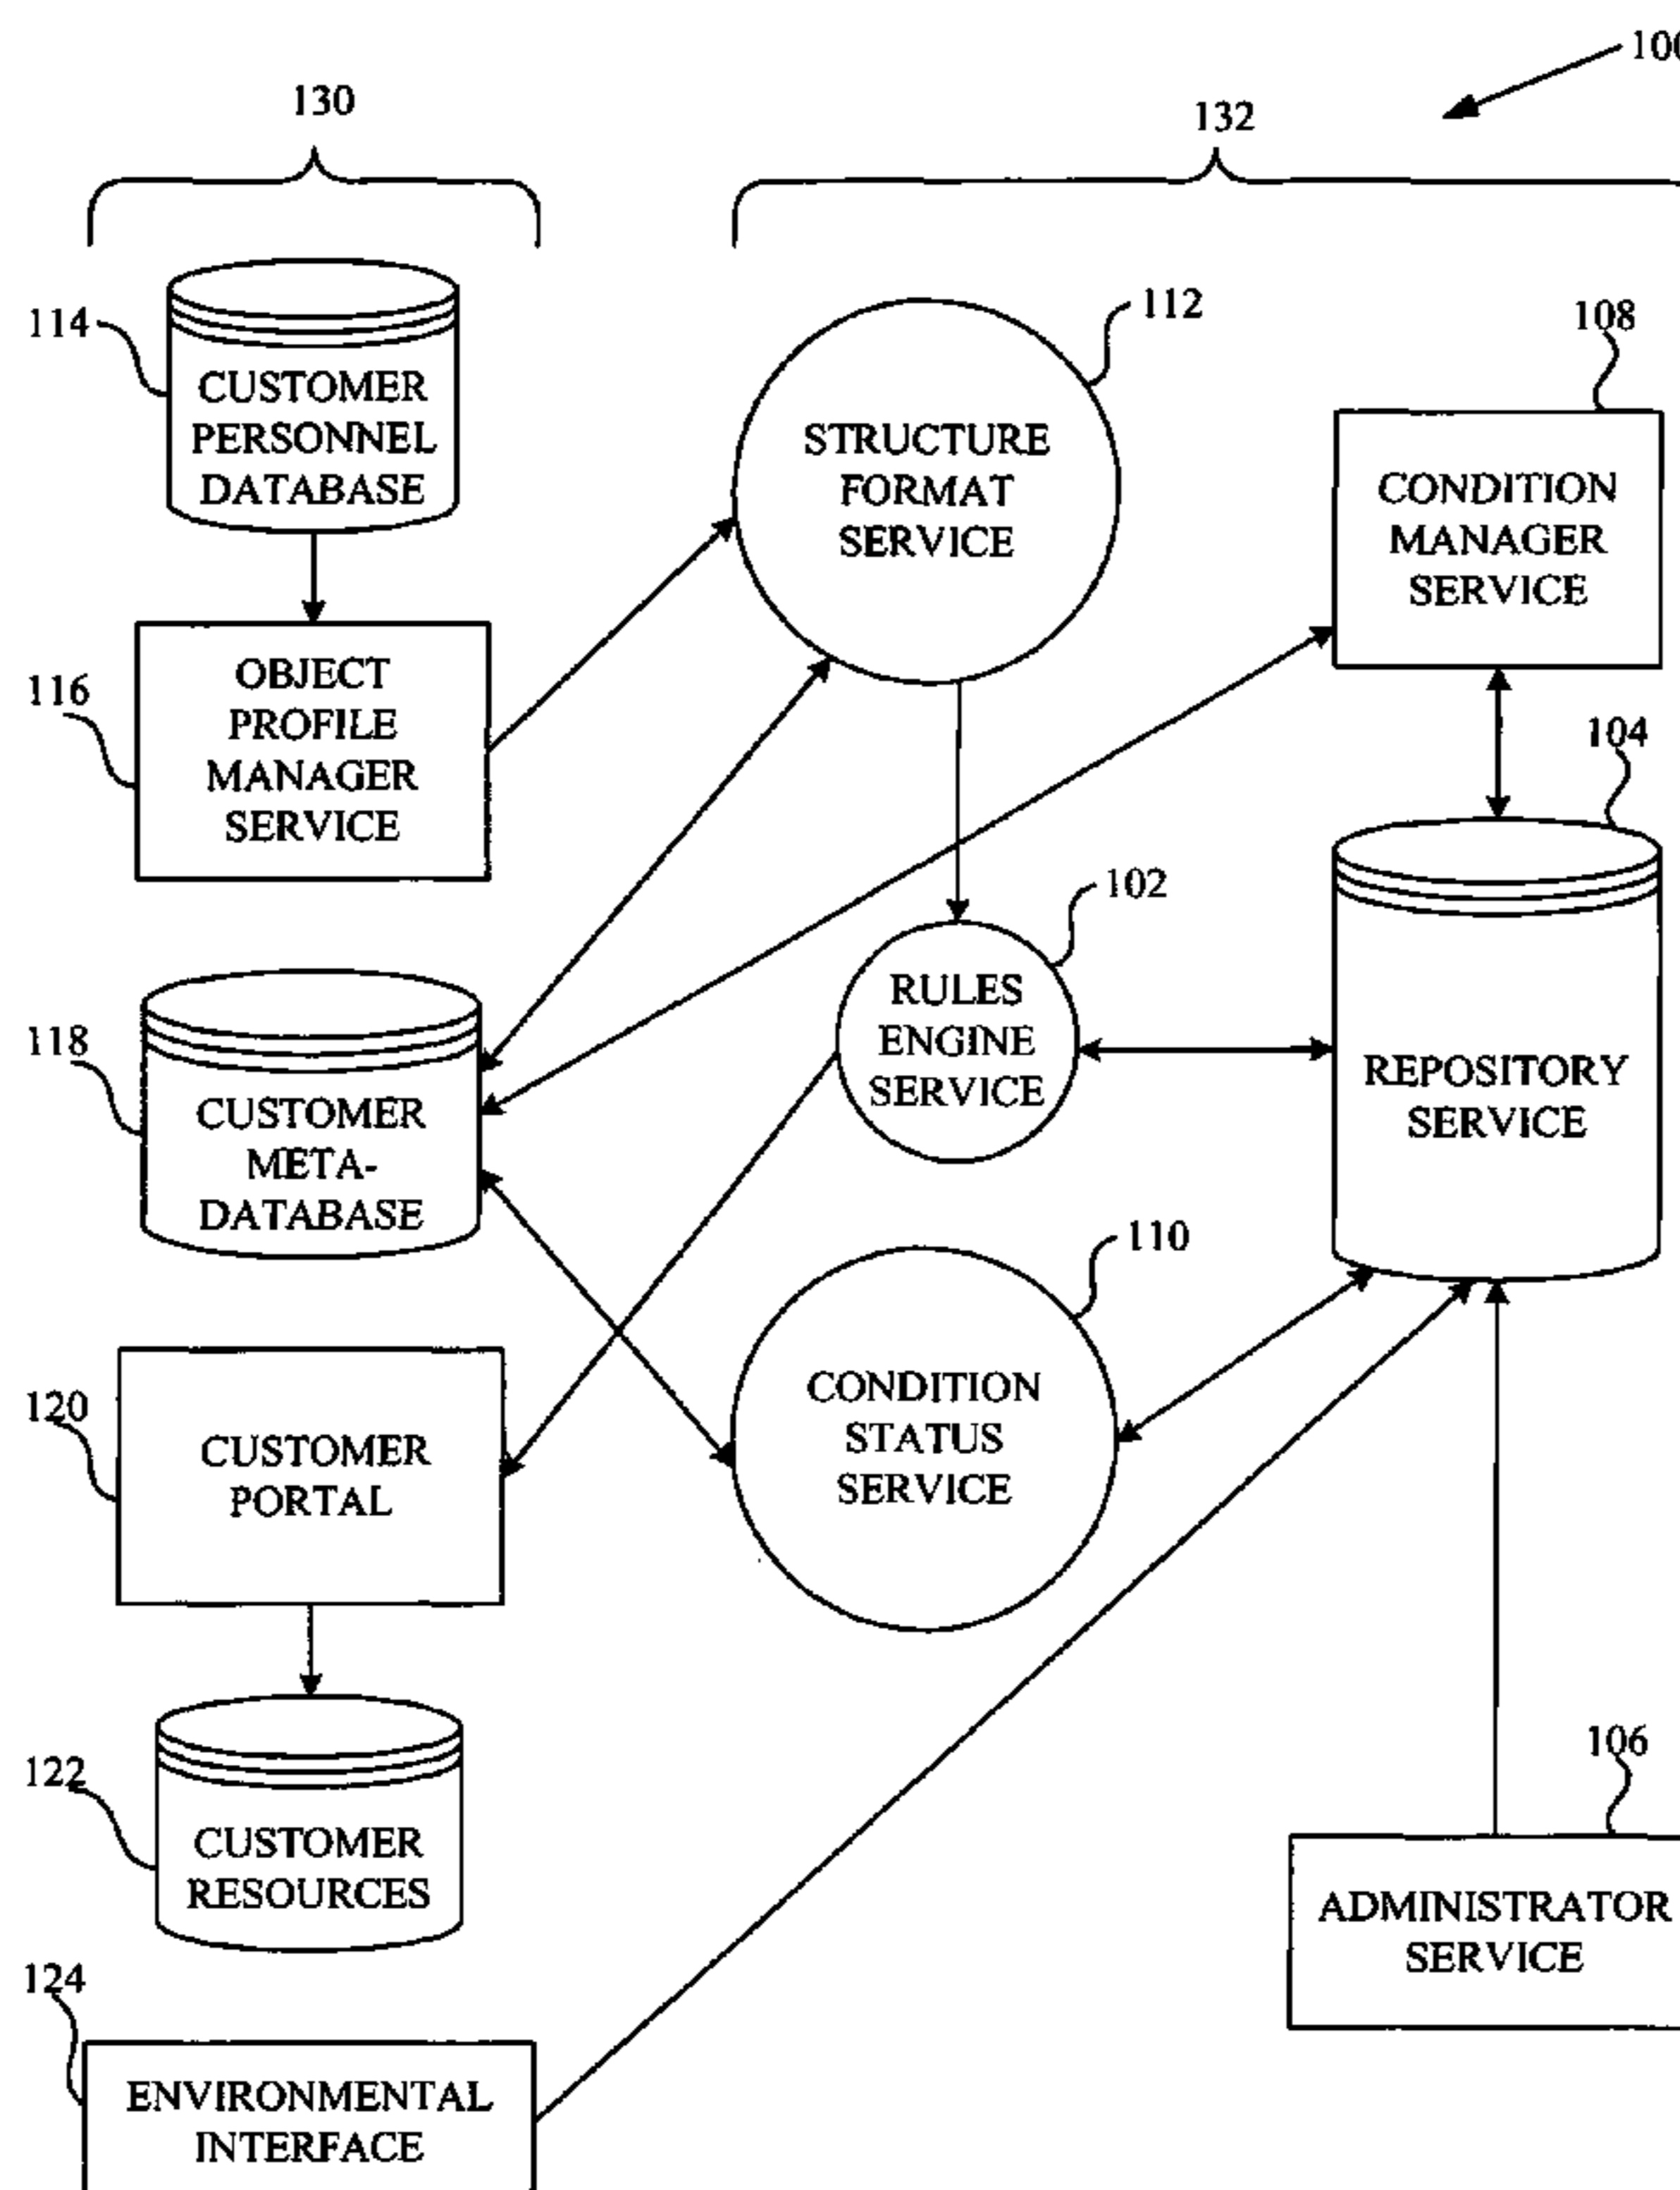 100
130
132
114
CUSTOMER
PERSONNEL
DATABASE
112
STRUCTURE
FORMAT
SERVICE
108
CONDITION
MANAGER
SERVICE
116
OBJECT
PROFILE
MANAGER
SERVICE
104
REPOSITORY
SERVICE
102
RULES
ENGINE
SERVICE
118
CUSTOMER
META-
DATABASE
110
CONDITION
STATUS
SERVICE
120
CUSTOMER
PORTAL
122
CUSTOMER
RESOURCES
106
ADMINISTRATOR
SERVICE
124
ENVIRONMENTAL
INTERFACE